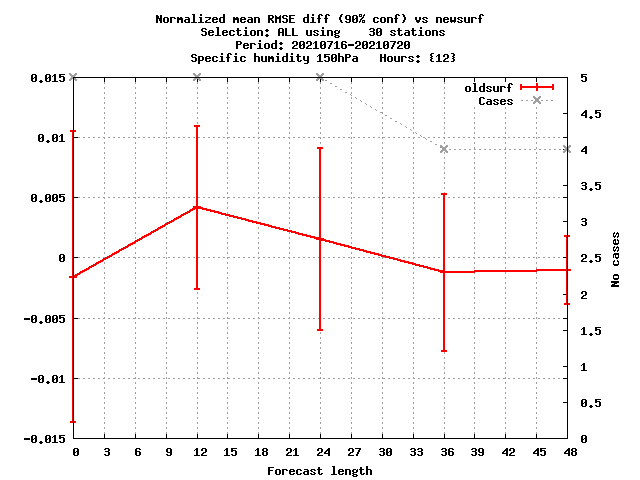 Normalized mean RMSE diff (90% conf) vs newsurf
Selection: ALL using    30 stations
Period: 20210716-20210720
Specific humidity 150hPa   Hours: {12}
oldsurf
Cases
0.015
0.01
0.005
0
-0.005
-0.01
-0.015
5
4.5
4
3.5
3
2.5
2
1.5
1
0.5
0
No cases
0 3 6 9 12 15 18 21 24 27 30 33 36 39 42 45 48
Forecast length